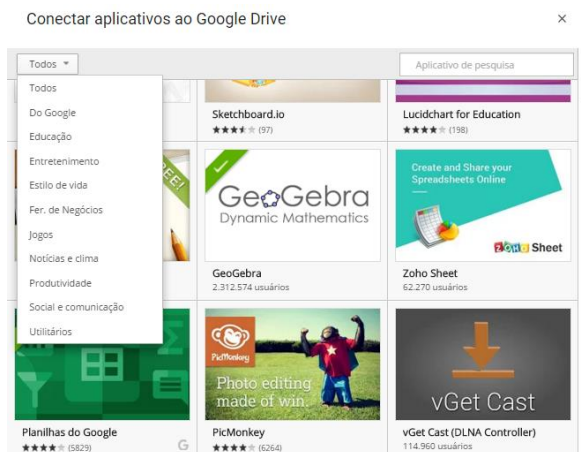 Conectar aplicativos ao Google Drive
×
Todos
Aplicativo de pesquisa
Todos
Do Google
Educação
Entretenimento
Estilo de vida
Fer. de Negócios
Jogos
Notícias e clima
Produtividade
Social e comunicação
Utilitários
Sketchboard.io
(97)
Lucidchart for Education
(198)
FREE!
GeoGebra
Dynamic Mathematics
GeoGebra
2.312.574 usuários
Create and Share your
Spreadsheets Online
ZOHO Sheet
Zoho Sheet
62.270 usuários
Planilhas do Google
(5829)
G
PicMonkey
Photo editing
made of win.
PicMonkey
(6264)
vGet Cast
vGet Cast (DLNA Controller)
114.960 usuários